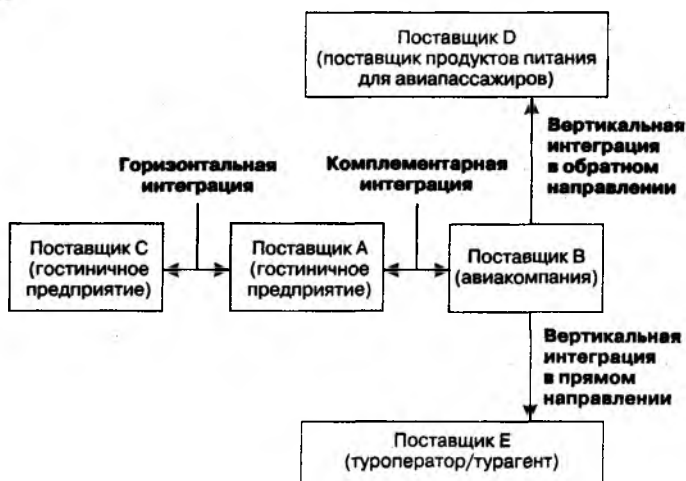 Поставщик D
(поставщик продуктов питания
для авиапассажиров)
Вертикальная
интеграция
в обратном
направлении
Горизонтальная
интеграция
Комплементарная
интеграция
Поставщик С
(гостиничное
предприятие)
Поставщик А
(гостиничное
предприятие)
Поставщик В
(авиакомпания)
Вертикальная
интеграция
в прямом
направлении
Поставщик Е
(туроператор/турагент)